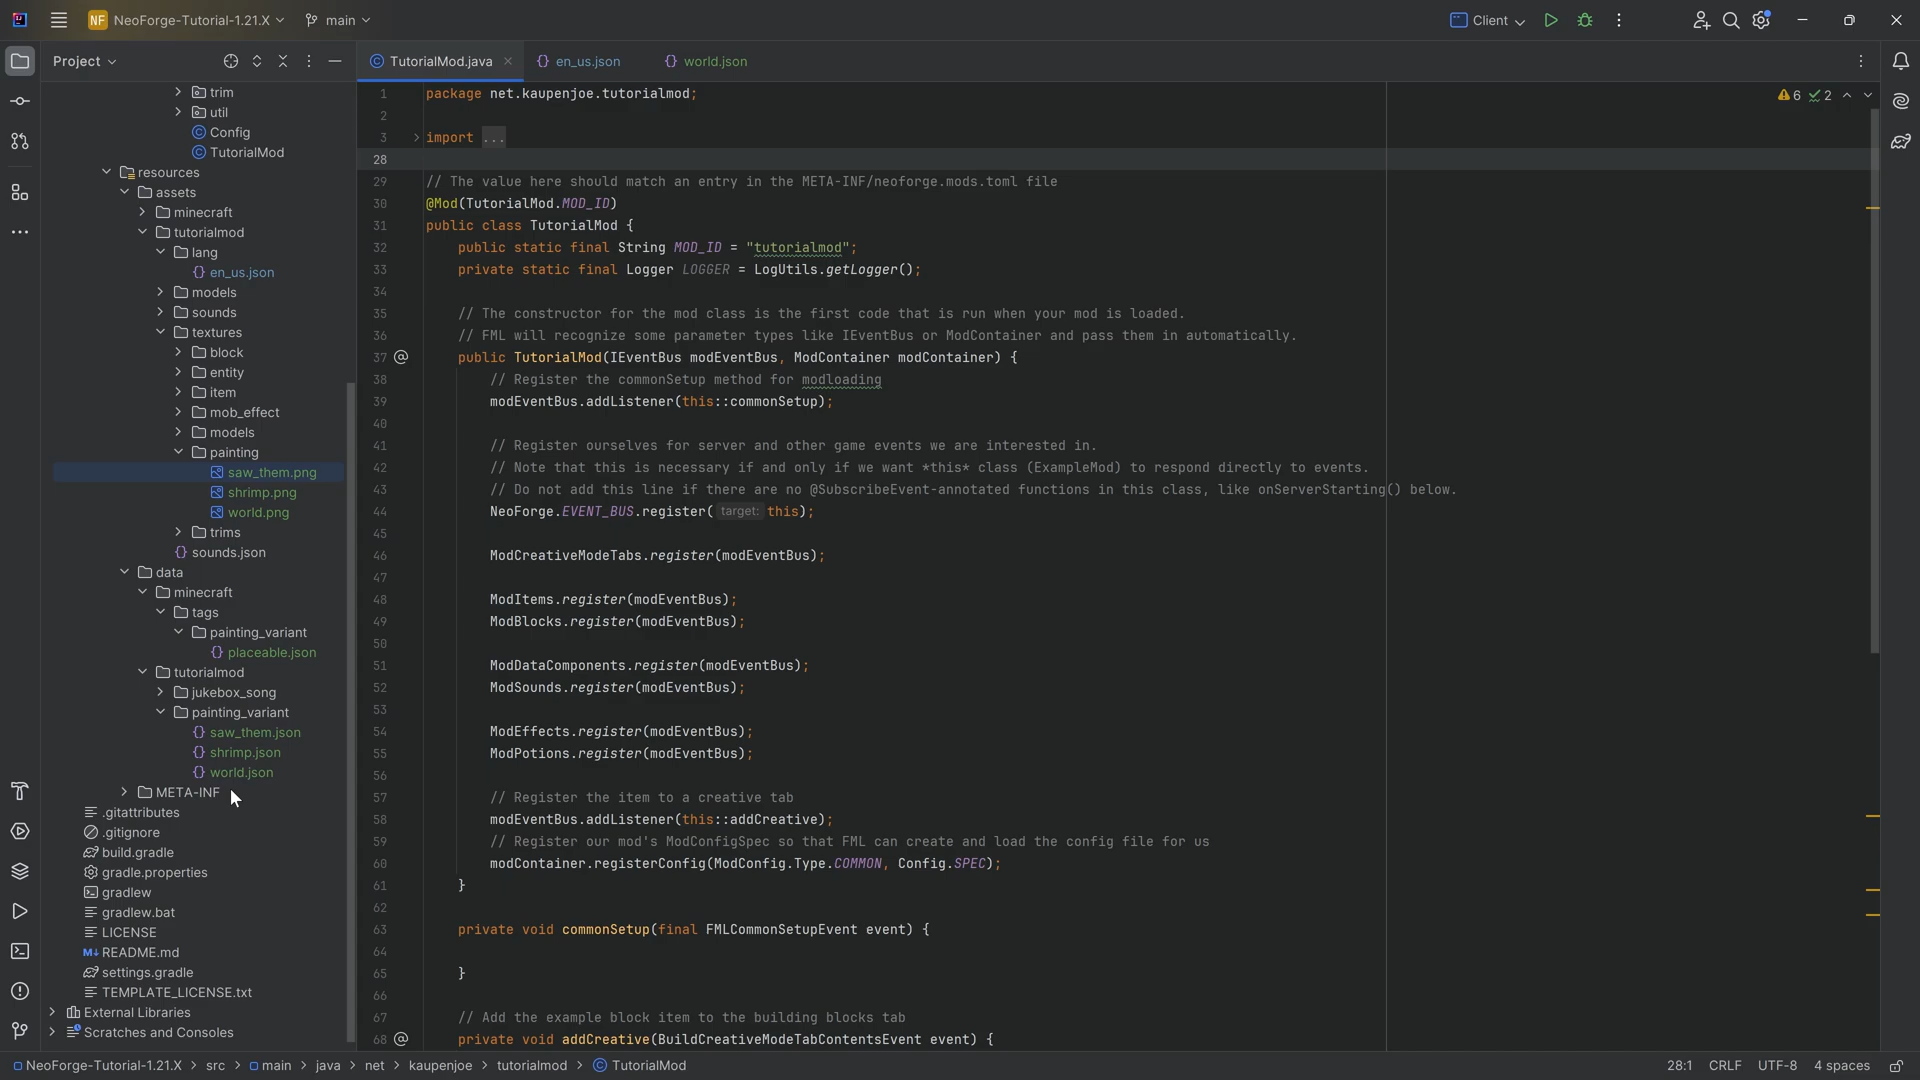 NF NeoForge-Tutorial-1.21.X main Client
Project
TutorialMod.java en_us.json world.json
trim
util
Config
TutorialMod
resources
assets
minecraft
tutorialmod
lang
en_us.json
models
sounds
textures
block
entity
item
mob_effect
models
painting
saw_them.png
shrimp.png
world.png
trims
sounds.json
data
minecraft
tags
painting_variant
placeable.json
tutorialmod
jukebox_song
painting_variant
saw_them.json
shrimp.json
world.json
META-INF
.gitattributes
.gitignore
build.gradle
gradle.properties
gradlew
gradlew.bat
LICENSE
M↓ README.md
settings.gradle
TEMPLATE_LICENSE.txt
External Libraries
Scratches and Consoles
6 2
1 package net.kaupenjoe.tutorialmod;
2
3 import ...
28
29 // The value here should match an entry in the META-INF/neoforge.mods.toml file
30 @Mod(TutorialMod.MOD_ID)
31 public class TutorialMod {
32 public static final String MOD_ID = "tutorialmod";
33 private static final Logger LOGGER = LogUtils.getLogger();
34
35 // The constructor for the mod class is the first code that is run when your mod is loaded.
36 // FML will recognize some parameter types like IEventBus or ModContainer and pass them in automatically.
37 @ public TutorialMod(IEventBus modEventBus, ModContainer modContainer) {
38 // Register the commonSetup method for modloading
39 modEventBus.addListener(this::commonSetup);
40
41 // Register ourselves for server and other game events we are interested in.
42 // Note that this is necessary if and only if we want *this* class (ExampleMod) to respond directly to events.
43 // Do not add this line if there are no @SubscribeEvent-annotated functions in this class, like onServerStarting() below.
44 NeoForge.EVENT_BUS.register( target: this);
45
46 ModCreativeModeTabs.register(modEventBus);
47
48 ModItems.register(modEventBus);
49 ModBlocks.register(modEventBus);
50
51 ModDataComponents.register(modEventBus);
52 ModSounds.register(modEventBus);
53
54 ModEffects.register(modEventBus);
55 ModPotions.register(modEventBus);
56
57 // Register the item to a creative tab
58 modEventBus.addListener(this::addCreative);
59 // Register our mod's ModConfigSpec so that FML can create and load the config file for us
60 modContainer.registerConfig(ModConfig.Type.COMMON, Config.SPEC);
61 }
62
63 private void commonSetup(final FMLCommonSetupEvent event) {
64
65 }
66
67 // Add the example block item to the building blocks tab
68 @ private void addCreative(BuildCreativeModeTabContentsEvent event) {
NeoForge-Tutorial-1.21.X > src > main > java > net > kaupenjoe > tutorialmod > TutorialMod 28:1 CRLF UTF-8 4 spaces